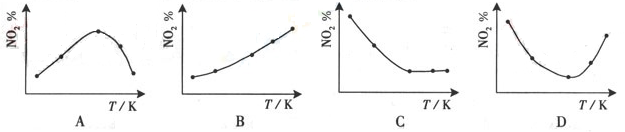 NO₂ %
T / K
A
NO₂ %
T / K
B
NO₂ %
T / K
C
NO₂ %
T / K
D